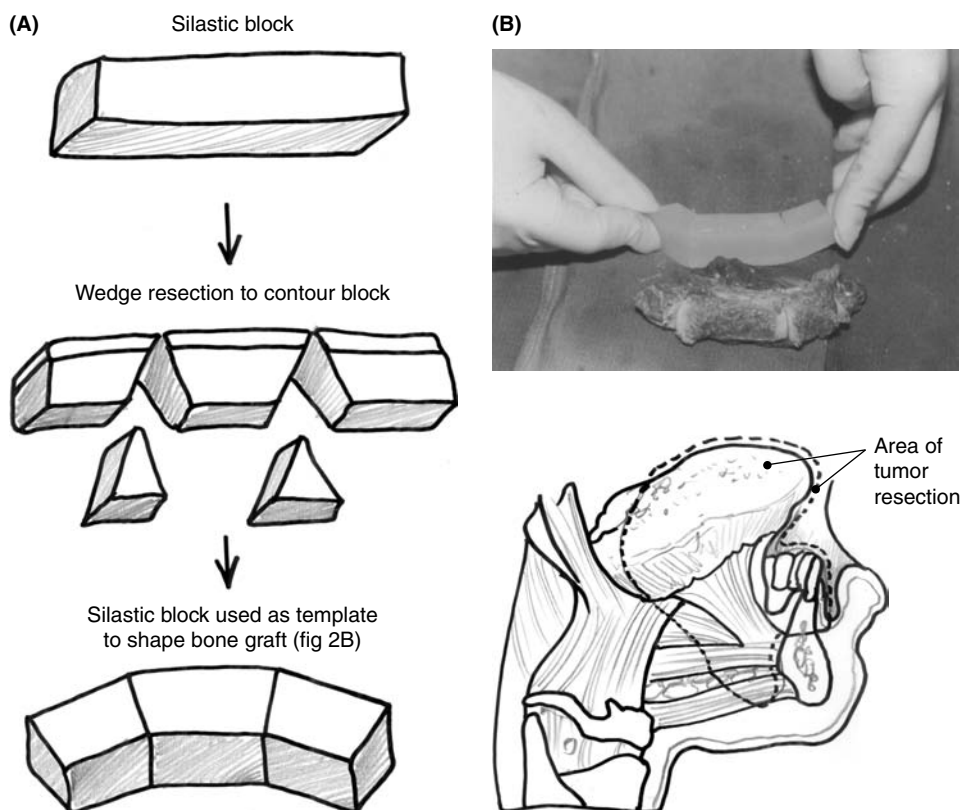 (A)
Silastic block
Wedge resection to contour block
Silastic block used as template
to shape bone graft (fig 2B)
(B)
Area of
tumor
resection